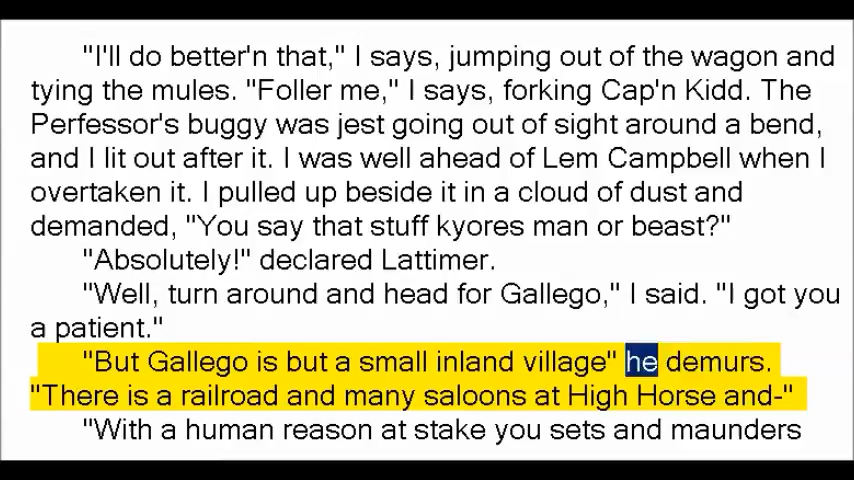 "I'll do better'n that," I says, jumping out of the wagon and
tying the mules. "Foller me," I says, forking Cap'n Kidd. The
Perfessor's buggy was jest going out of sight around a bend,
and I lit out after it. I was well ahead of Lem Campbell when I
overtaken it. I pulled up beside it in a cloud of dust and
demanded, "You say that stuff kyores man or beast?"
"Absolutely!" declared Lattimer.
"Well, turn around and head for Gallego," I said. "I got you
a patient."
"But Gallego is but a small inland village" he demurs.
"There is a railroad and many saloons at High Horse and-"
"With a human reason at stake you sets and maunders